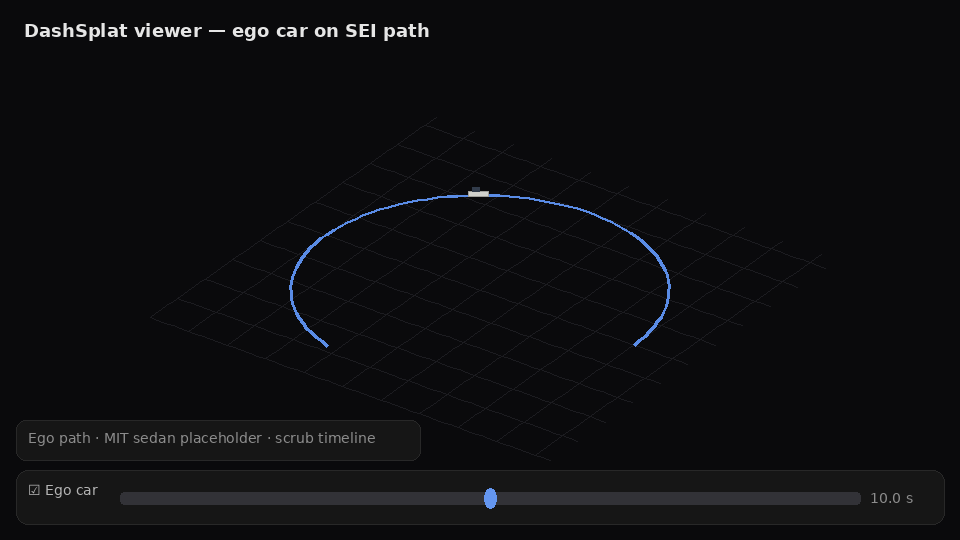 DashSplat viewer — ego car on SEI path
Ego path · MIT sedan placeholder · scrub timeline
☑ Ego car
10.0 s